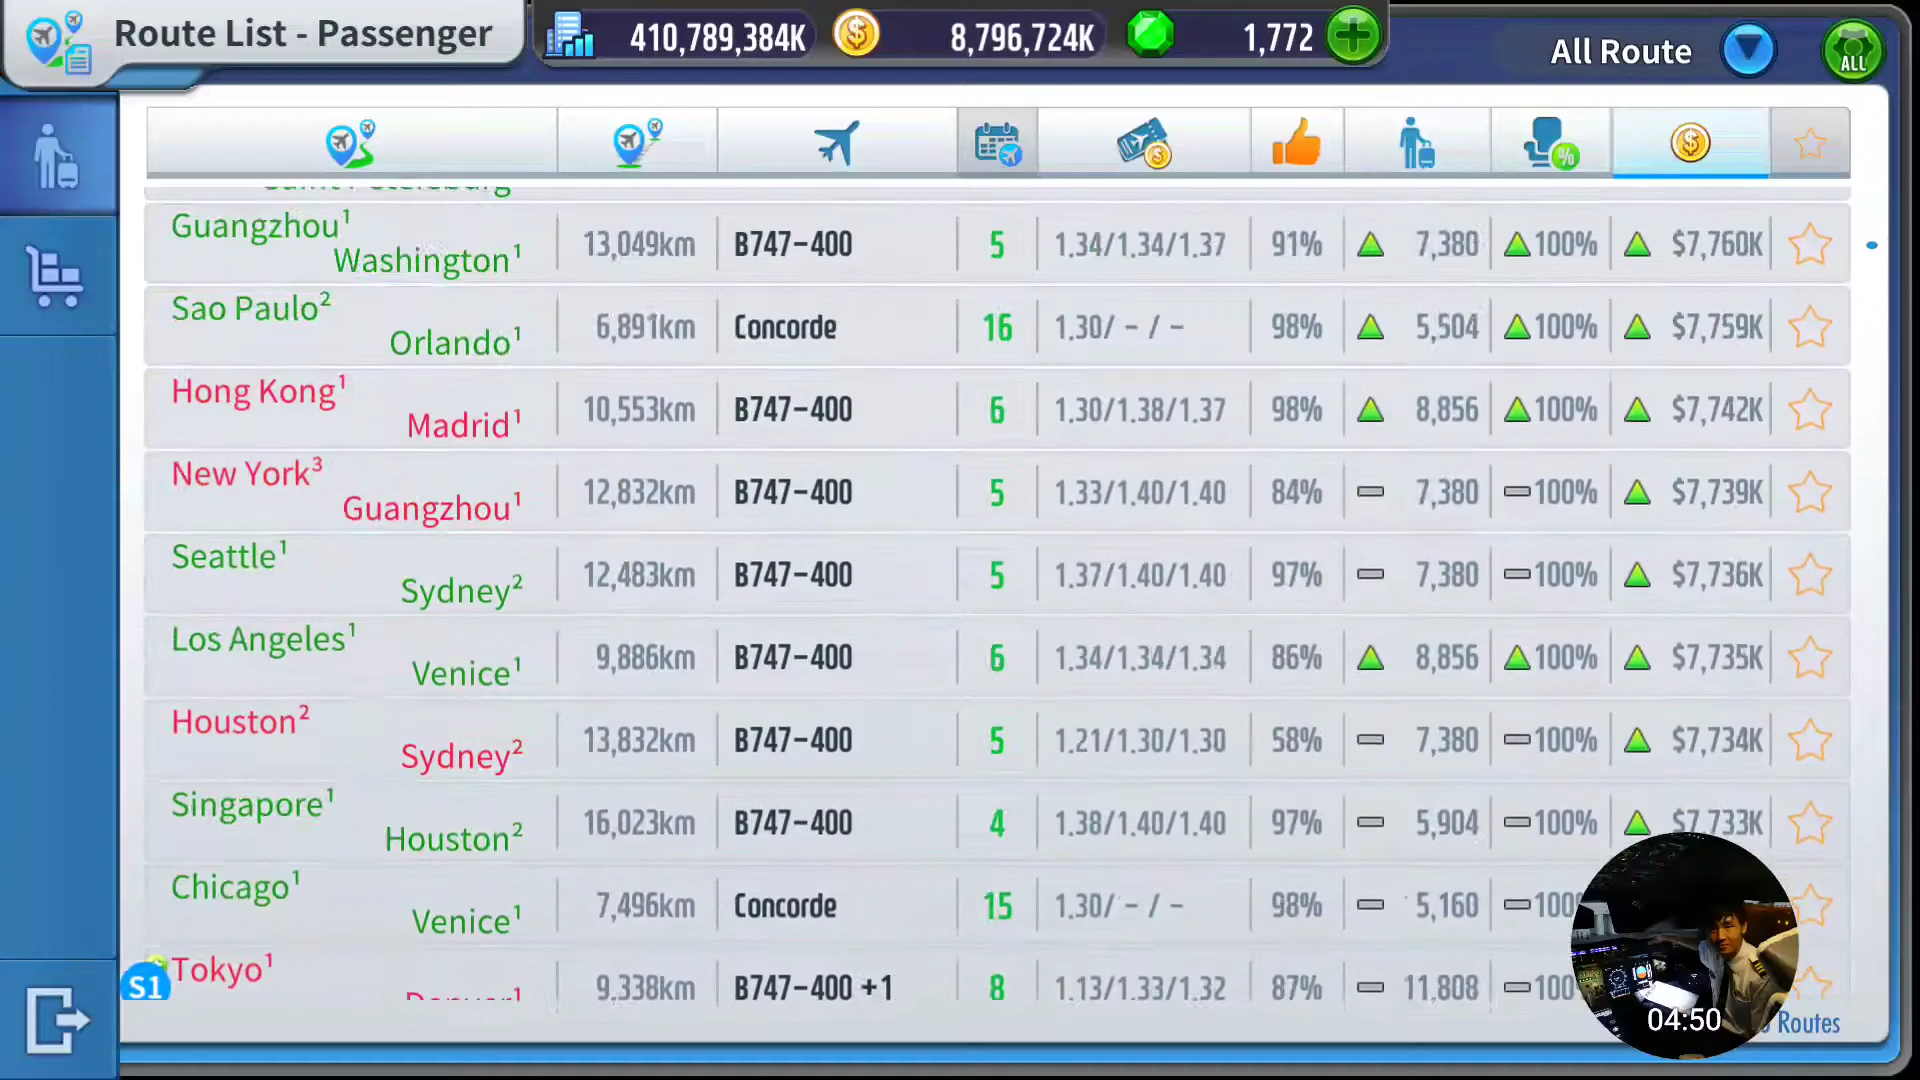 Route List - Passenger
410,789,384K
8,796,724K
1,772
All Route
ALL
%
Guangzhou¹ Washington¹ 13,049km B747-400 5 1.34/1.34/1.37 91% 7,380 100% $7,760K
Sao Paulo² Orlando¹ 6,891km Concorde 16 1.30/ - / - 98% 5,504 100% $7,759K
Hong Kong¹ Madrid¹ 10,553km B747-400 6 1.30/1.38/1.37 98% 8,856 100% $7,742K
New York³ Guangzhou¹ 12,832km B747-400 5 1.33/1.40/1.40 84% 7,380 100% $7,739K
Seattle¹ Sydney² 12,483km B747-400 5 1.37/1.40/1.40 97% 7,380 100% $7,736K
Los Angeles¹ Venice¹ 9,886km B747-400 6 1.34/1.34/1.34 86% 8,856 100% $7,735K
Houston² Sydney² 13,832km B747-400 5 1.21/1.30/1.30 58% 7,380 100% $7,734K
Singapore¹ Houston² 16,023km B747-400 4 1.38/1.40/1.40 97% 5,904 100% $7,733K
Chicago¹ Venice¹ 7,496km Concorde 15 1.30/ - / - 98% 5,160 100
S1 Tokyo¹ 9,338km B747-400 +1 8 1.13/1.33/1.32 87% 11,808 100
04:50
Routes